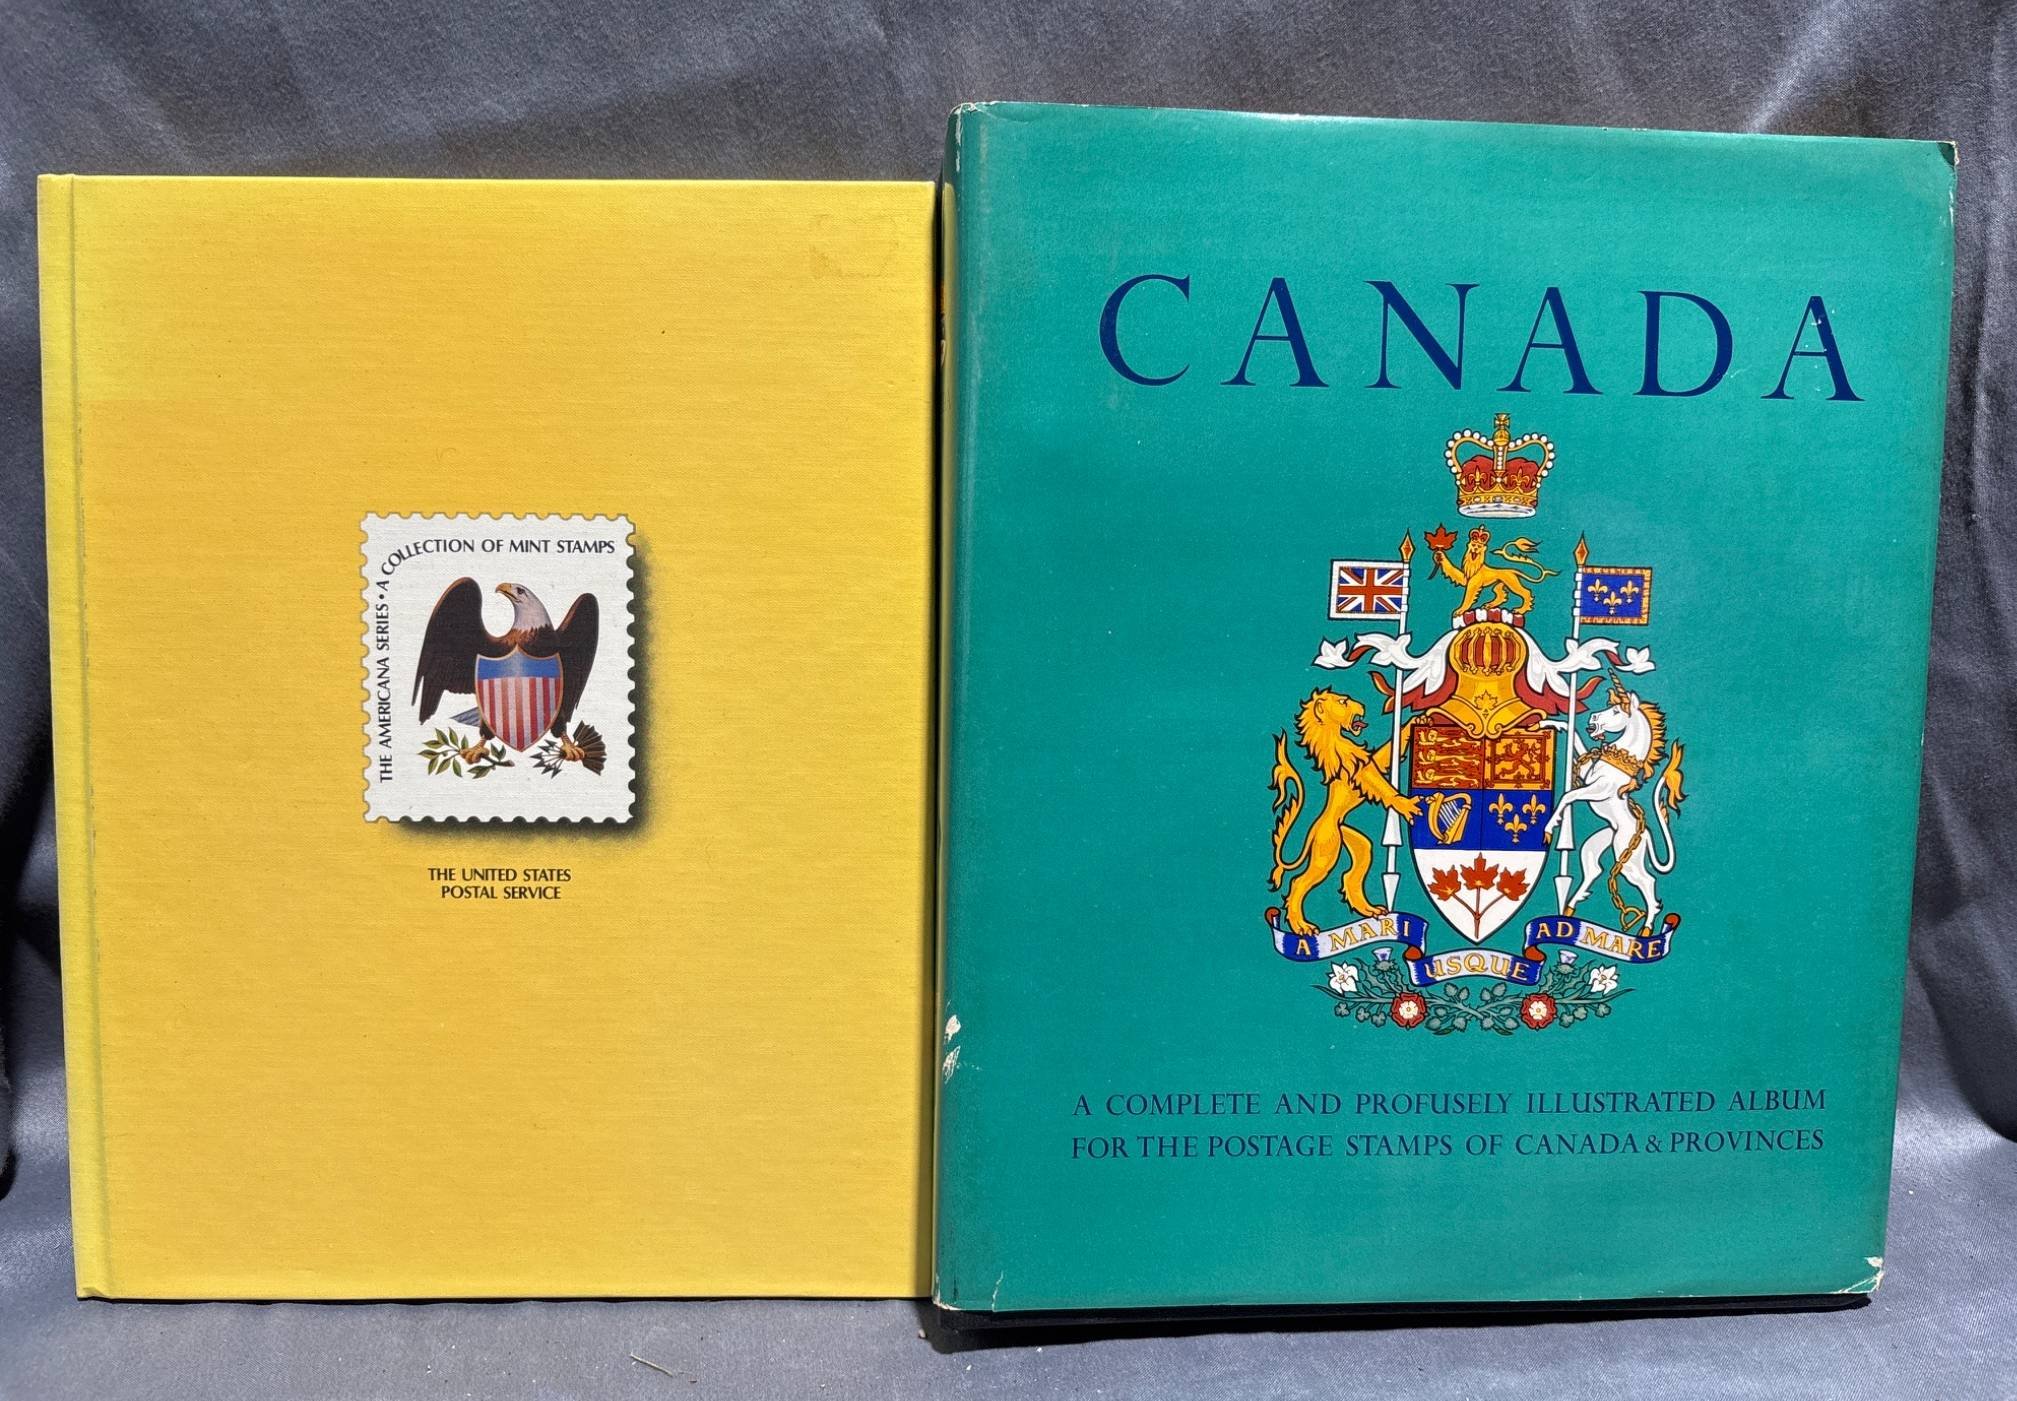 THE AMERICANA SERIES • A COLLECTION OF MINT STAMPS
THE UNITED STATES
POSTAL SERVICE
CANADA
A MARI USQUE AD MARE
A COMPLETE AND PROFUSELY ILLUSTRATED ALBUM
FOR THE POSTAGE STAMPS OF CANADA & PROVINCES